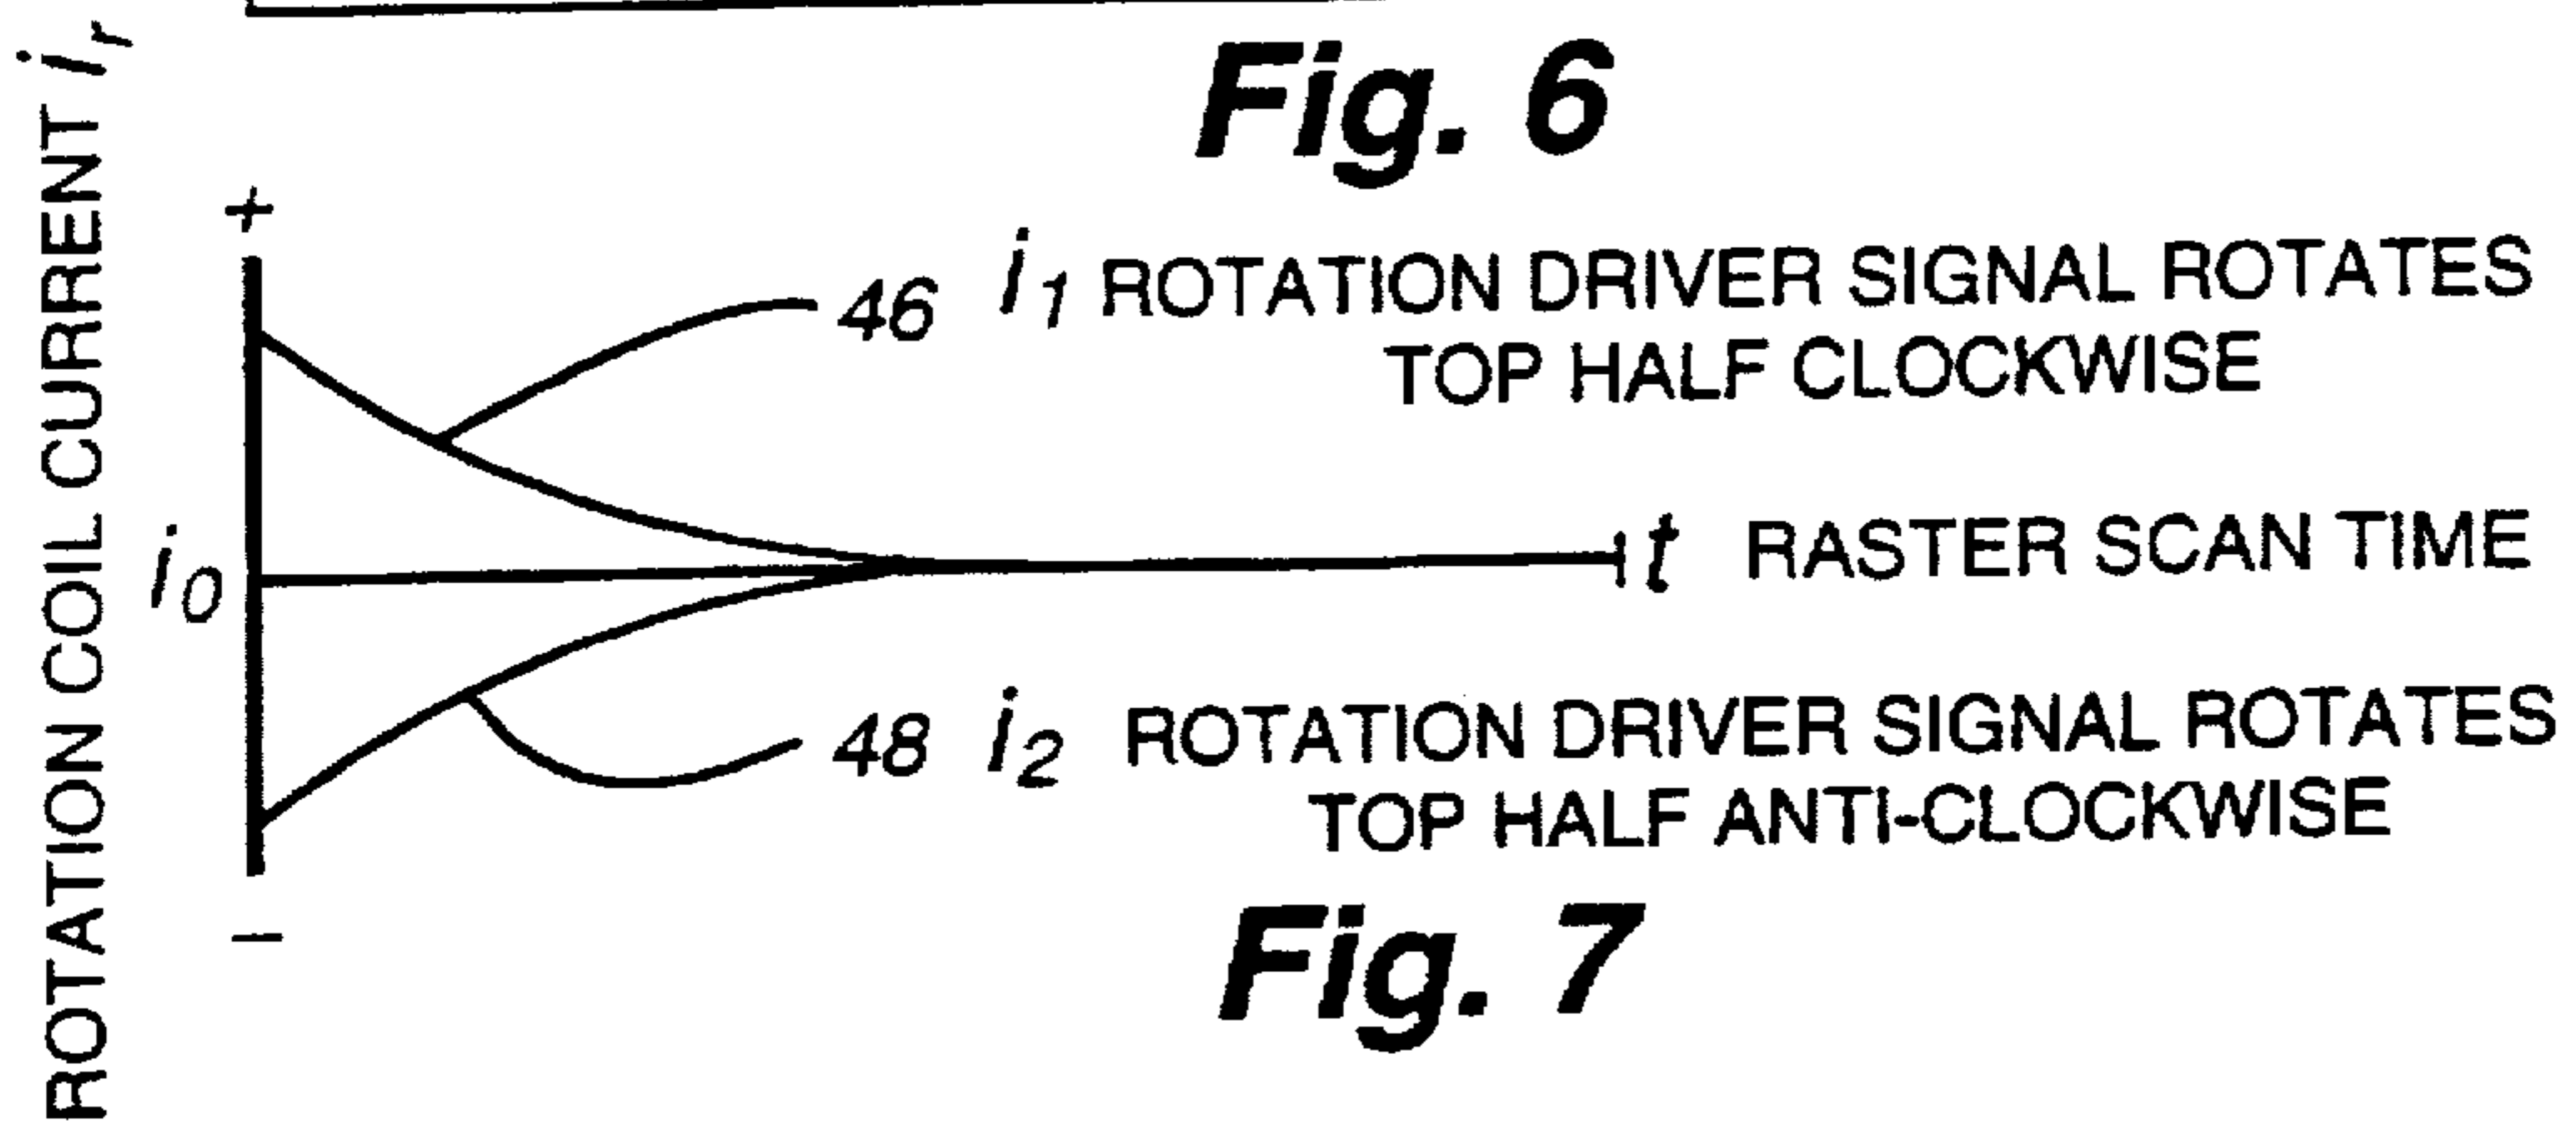 Fig. 6
ROTATION COIL CURRENT ir
+
46 i1 ROTATION DRIVER SIGNAL ROTATES
TOP HALF CLOCKWISE
i0
t RASTER SCAN TIME
48 i2 ROTATION DRIVER SIGNAL ROTATES
TOP HALF ANTI-CLOCKWISE
–
Fig. 7